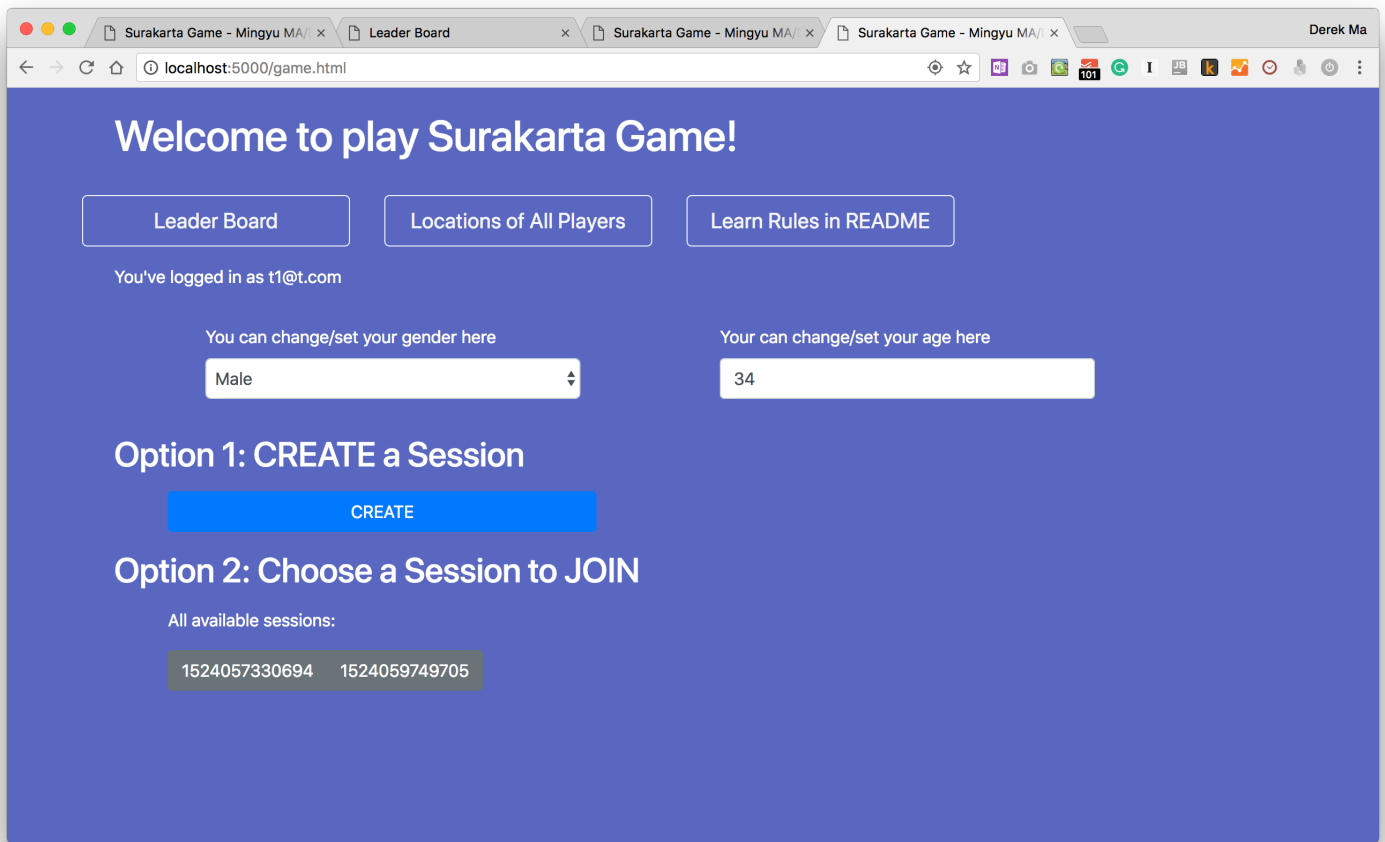 Surakarta Game - Mingyu MA/
Leader Board
Surakarta Game - Mingyu MA/
Surakarta Game - Mingyu MA/
Derek Ma
localhost:5000/game.html
N
101
G
I
JB
k
Welcome to play Surakarta Game!
Leader Board
Locations of All Players
Learn Rules in README
You've logged in as t1@t.com
You can change/set your gender here
Your can change/set your age here
Male
34
Option 1: CREATE a Session
CREATE
Option 2: Choose a Session to JOIN
All available sessions:
1524057330694
1524059749705